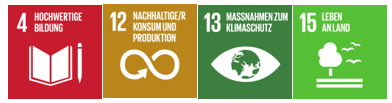 4 HOCHWERTIGE
BILDUNG
12 NACHHALTIGE/R
KONSUM UND
PRODUKTION
13 MASSNAHMEN ZUM
KLIMASCHUTZ
15 LEBEN
AN LAND